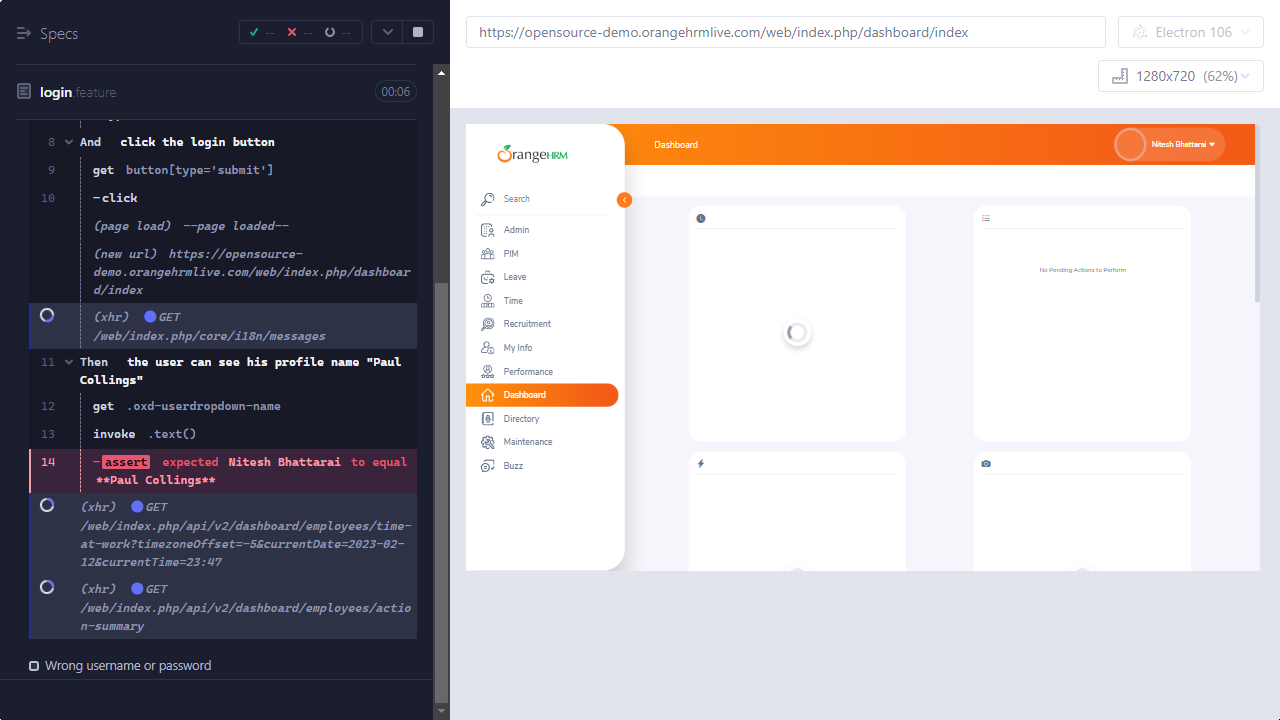 Specs
-- -- --
login.feature
00:06
8 And click the login button
9 get button[type='submit']
10 -click
(page load) --page loaded--
(new url) https://opensource-
demo.orangehrmlive.com/web/index.php/dashboar
d/index
(xhr) GET
/web/index.php/core/i18n/messages
11 Then the user can see his profile name "Paul
Collings"
12 get .oxd-userdropdown-name
13 invoke .text()
14 -assert expected Nitesh Bhattarai to equal
**Paul Collings**
(xhr) GET
/web/index.php/api/v2/dashboard/employees/time-
at-work?timezoneOffset=-5&currentDate=2023-02-
12&currentTime=23:47
(xhr) GET
/web/index.php/api/v2/dashboard/employees/actio
n-summary
Wrong username or password
https://opensource-demo.orangehrmlive.com/web/index.php/dashboard/index
Electron 106
1280x720 (62%)
OrangeHRM
Dashboard
Nitesh Bhattarai
Search
Admin
PIM
Leave
Time
Recruitment
My Info
Performance
Dashboard
Directory
Maintenance
Buzz
No Pending Actions to Perform